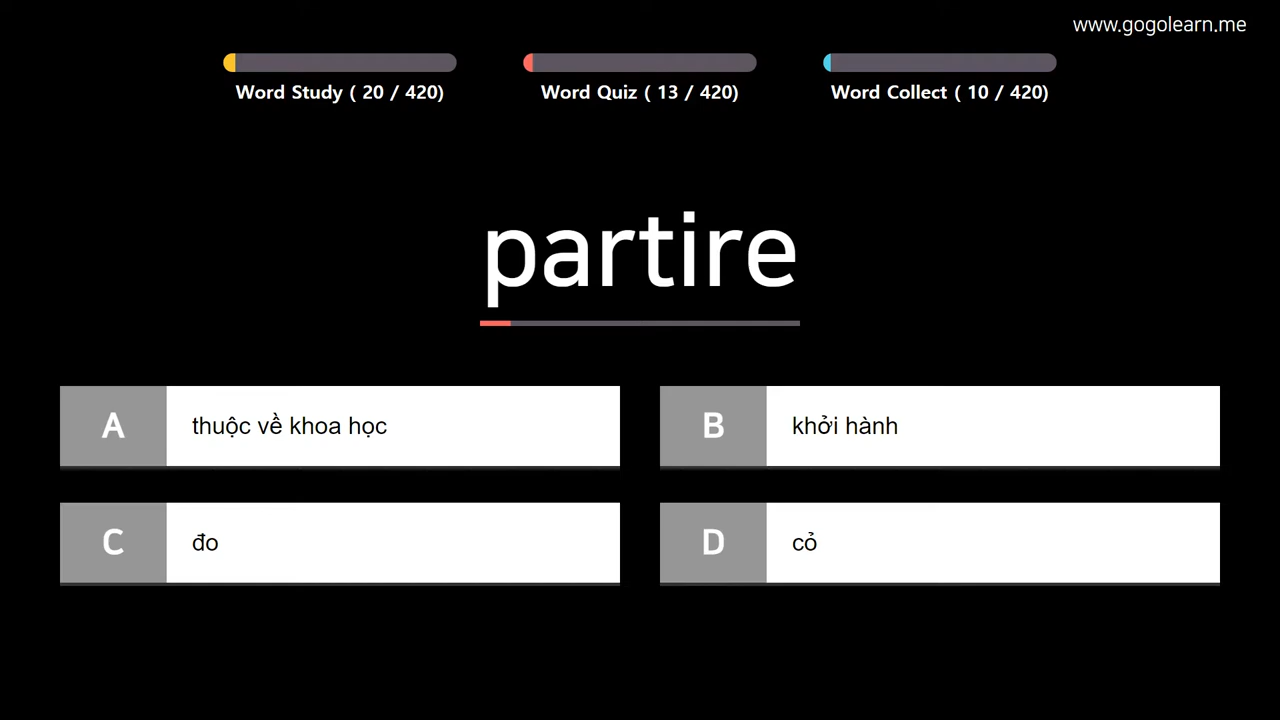 www.gogolearn.me
Word Study ( 20 / 420)
Word Quiz ( 13 / 420)
Word Collect ( 10 / 420)
partire
A thuộc về khoa học
B khởi hành
C đo
D cỏ